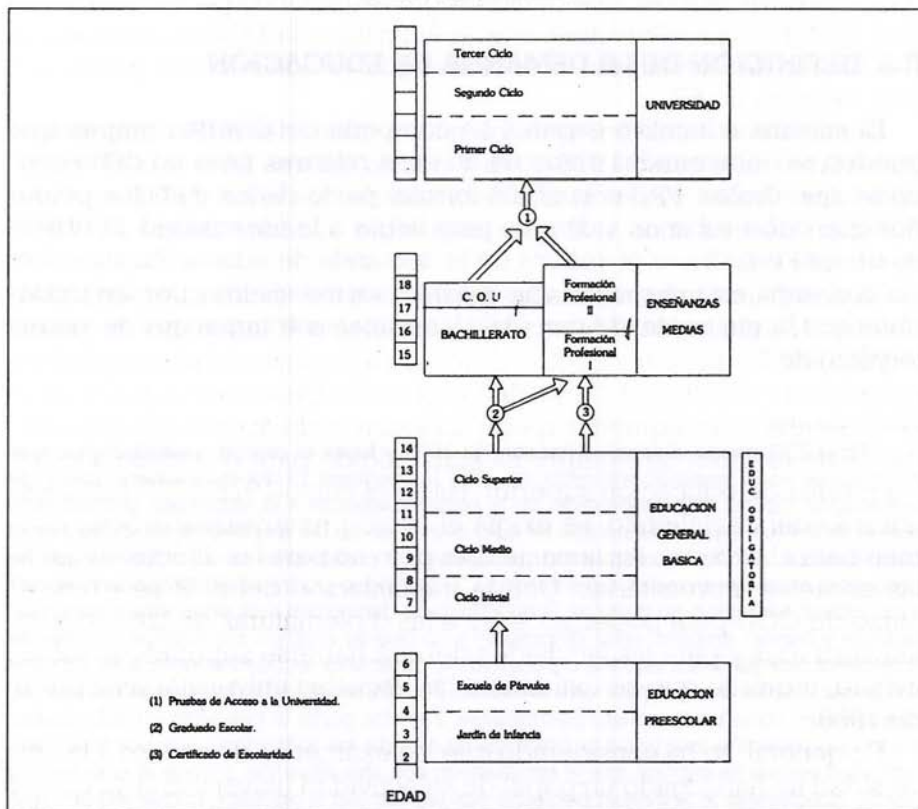 Tercer Ciclo
Segundo Ciclo
UNIVERSIDAD
Primer Ciclo
1
18
17
15
C. O. U
BACHILLERATO
Formación
Profesional
II
Formación
Profesional
I
ENSEÑANZAS
MEDIAS
2
3
14
13
12
11
10
9
8
7
Ciclo Superior
Ciclo Medio
EDUCACION
GENERAL
BASICA
EDUC OBLIGATORIA
6
5
4
3
2
Escuela de Párvulos
Jardín de Infancia
EDUCACION
PREESCOLAR
(1) Pruebas de Acceso a la Universidad.
(2) Graduado Escolar.
(3) Certificado de Escolaridad.
EDAD